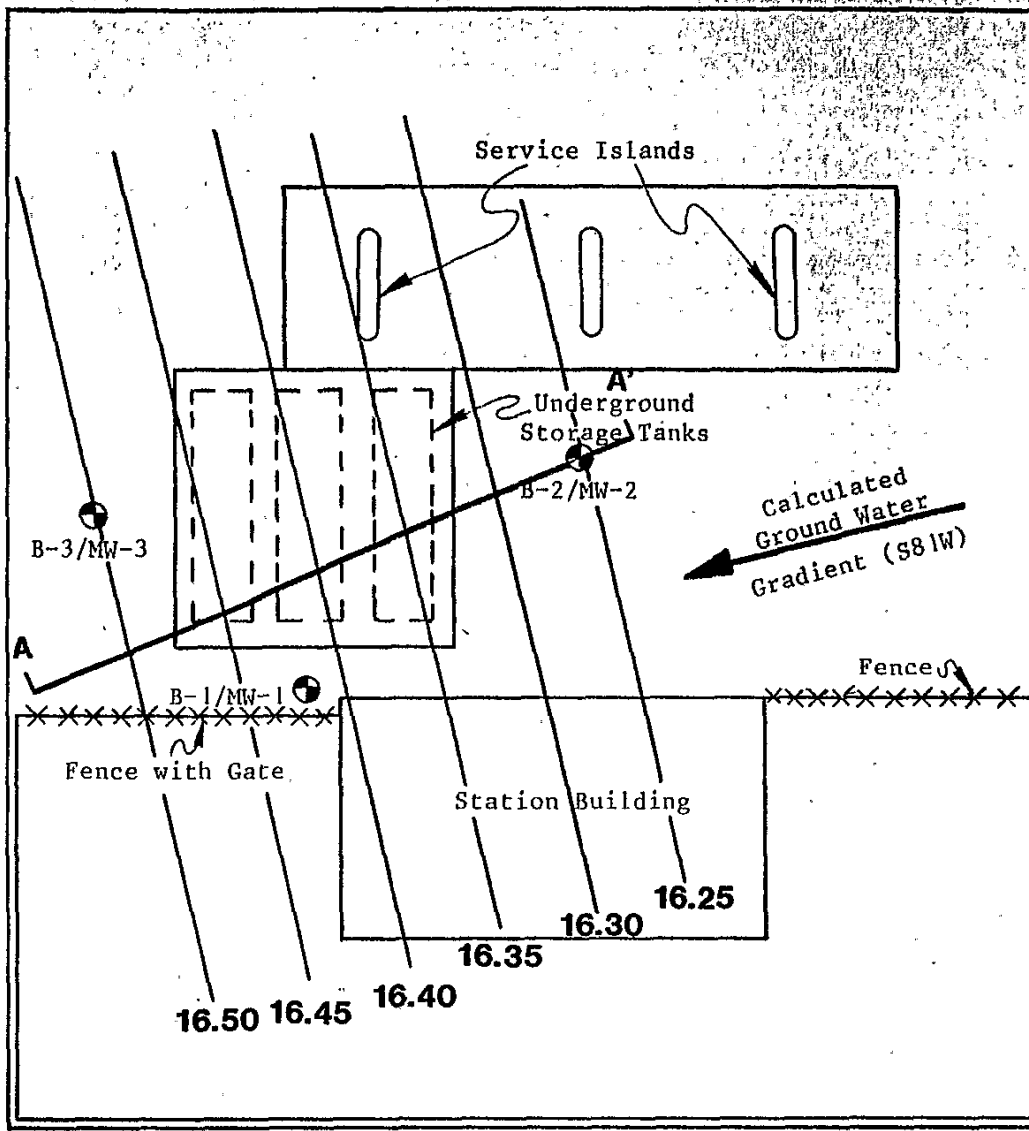 Service Islands
A'
Underground
Storage Tanks
B-2/MW-2
Calculated
Ground Water
Gradient (S81W)
B-3/MW-3
A
B-1/MW-1
Fence
Fence with Gate
Station Building
16.25
16.30
16.35
16.40
16.45
16.50